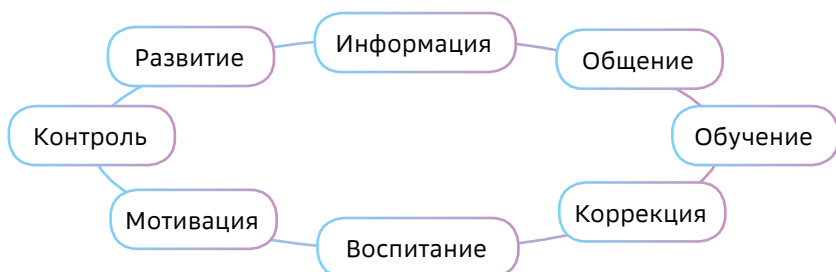 Информация
Развитие
Общение
Контроль
Обучение
Мотивация
Коррекция
Воспитание